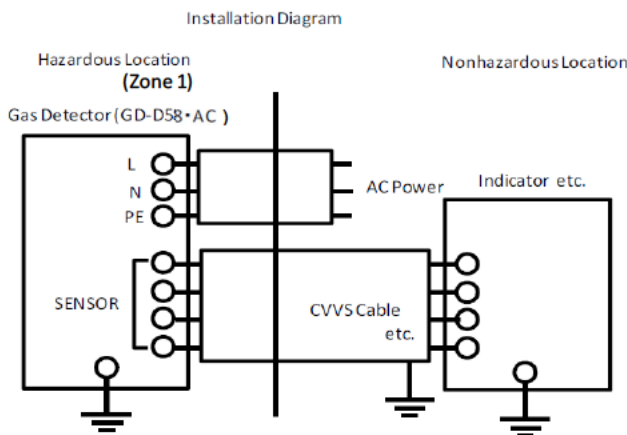 Installation Diagram
Hazardous Location
(Zone 1)
Nonhazardous Location
Gas Detector(GD-D58・AC)
L
N
PE
AC Power
Indicator etc.
SENSOR
CVVS Cable
etc.